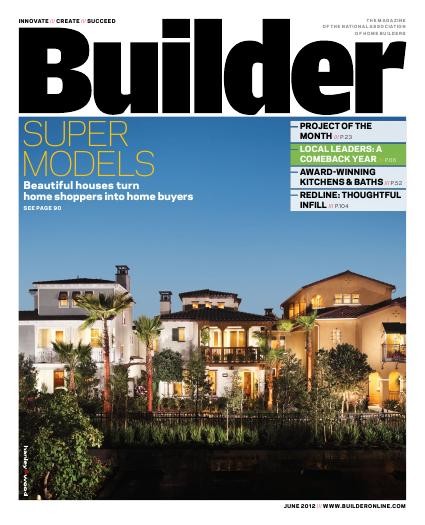 INNOVATE /// CREATE /// SUCCEED
THE MAGAZINE
OF THE NATIONAL ASSOCIATION
OF HOME BUILDERS
Builder
SUPER
MODELS
Beautiful houses turn
home shoppers into home buyers
SEE PAGE 90
PROJECT OF THE
MONTH /// P.23
LOCAL LEADERS: A
COMEBACK YEAR /// P.66
AWARD-WINNING
KITCHENS & BATHS /// P.52
REDLINE: THOUGHTFUL
INFILL /// P.104
hanley wood
JUNE 2012 /// WWW.BUILDERONLINE.COM